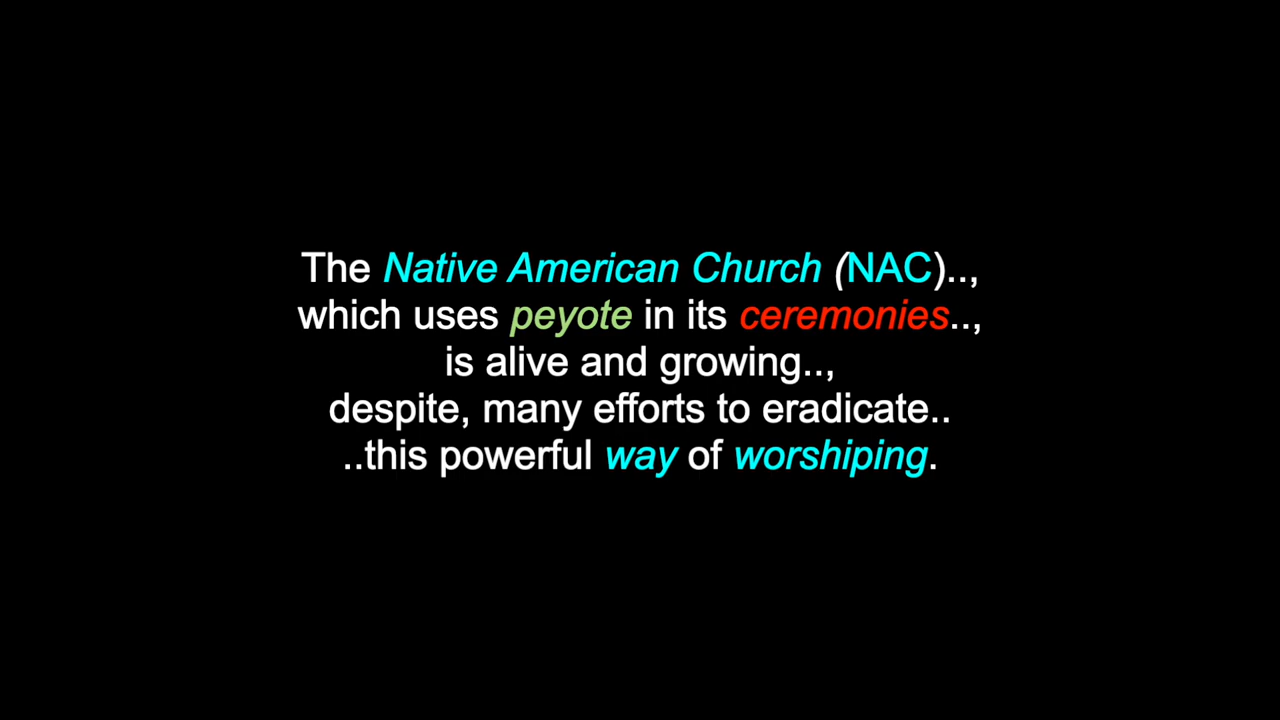 The Native American Church (NAC)..,
which uses peyote in its ceremonies..,
is alive and growing..,
despite, many efforts to eradicate..
..this powerful way of worshiping.